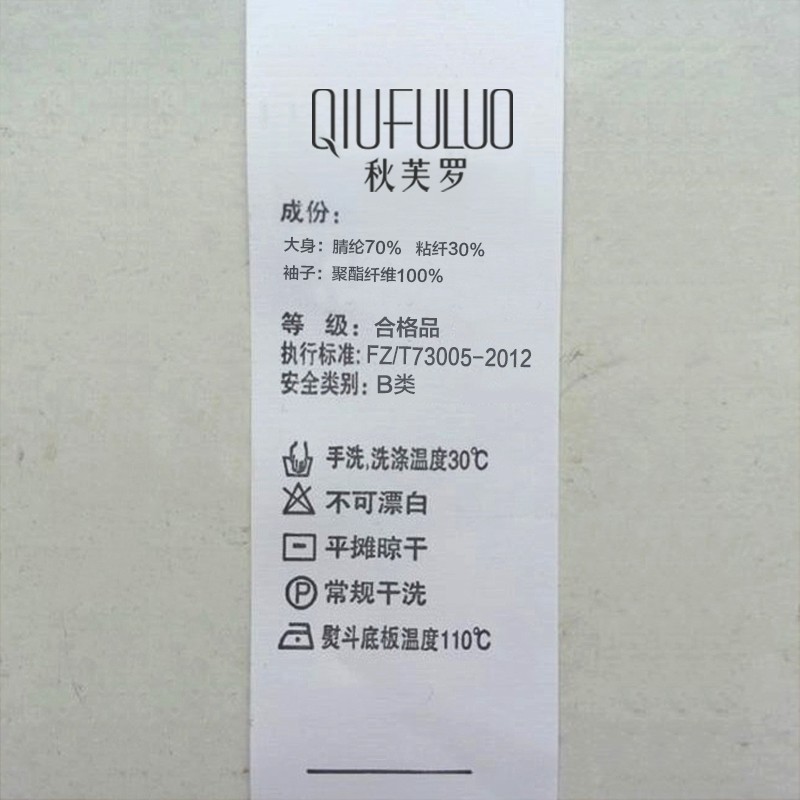 QIUFULUO
秋芙罗
成份：
大身：腈纶70% 粘纤30%
袖子：聚酯纤维100%
等 级：合格品
执行标准：FZ/T73005-2012
安全类别：B类
手洗,洗涤温度30℃
不可漂白
平摊晾干
P 常规干洗
熨斗底板温度110℃